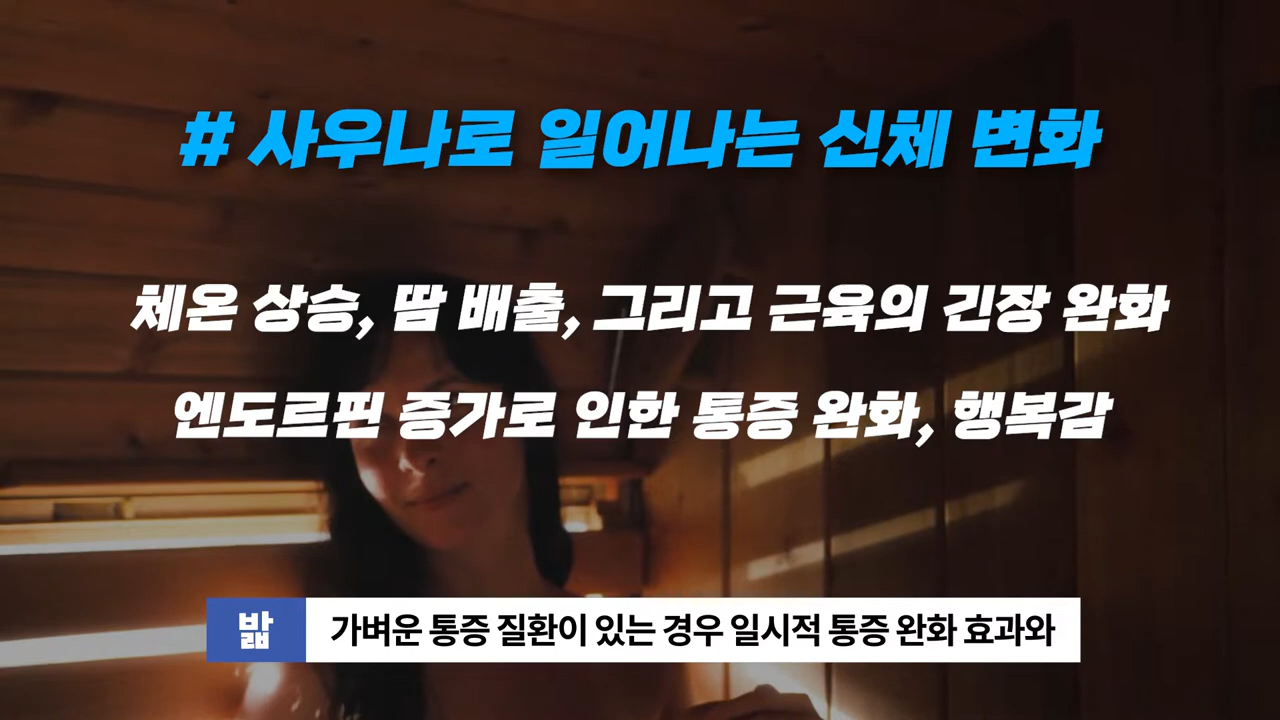 # 사우나로 일어나는 신체 변화
체온 상승, 땀 배출, 그리고 근육의 긴장 완화
엔도르핀 증가로 인한 통증 완화, 행복감
가벼운 통증 질환이 있는 경우 일시적 통증 완화 효과와